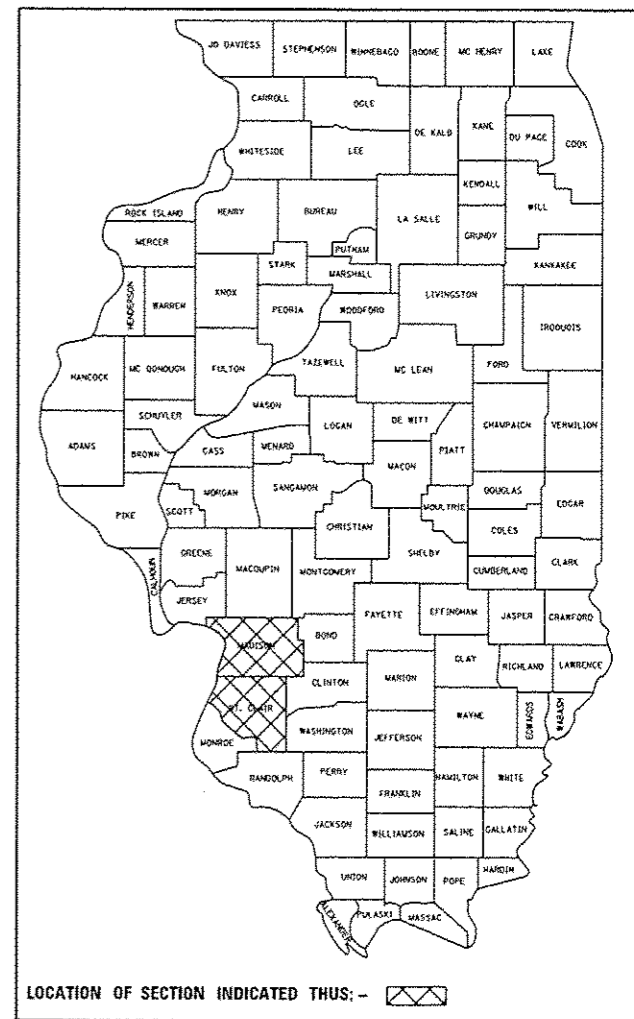 JO DAVIESS STEPHENSON WINNEBAGO BOONE MC HENRY LAKE
CARROLL OGLE DE KALB KANE DU PAGE COOK
WHITESIDE LEE KENDALL WILL
ROCK ISLAND HENRY BUREAU LA SALLE GRUNDY
MERCER PUTNAM KANKAKEE
STARK MARSHALL
HENDERSON WARREN KNOX PEORIA WOODFORD LIVINGSTON IROQUOIS
HANCOCK MC DONOUGH FULTON TAZEWELL MC LEAN FORD
SCHUYLER MASON
ADAMS BROWN CASS MENARD LOGAN DE WITT PIATT CHAMPAIGN VERMILION
MACON
PIKE SCOTT MORGAN SANGAMON CHRISTIAN MOULTRIE DOUGLAS EDGAR
COLES
CALHOUN GREENE MACOUPIN MONTGOMERY SHELBY CUMBERLAND CLARK
JERSEY FAYETTE EFFINGHAM JASPER CRAWFORD
MADISON BOND CLAY RICHLAND LAWRENCE
CLINTON MARION
ST. CLAIR WAYNE EDWARDS WABASH
MONROE WASHINGTON JEFFERSON
RANDOLPH PERRY HAMILTON WHITE
FRANKLIN
JACKSON WILLIAMSON SALINE GALLATIN
UNION JOHNSON POPE HARDIN
ALEXANDER PULASKI MASSAC
LOCATION OF SECTION INDICATED THUS: -